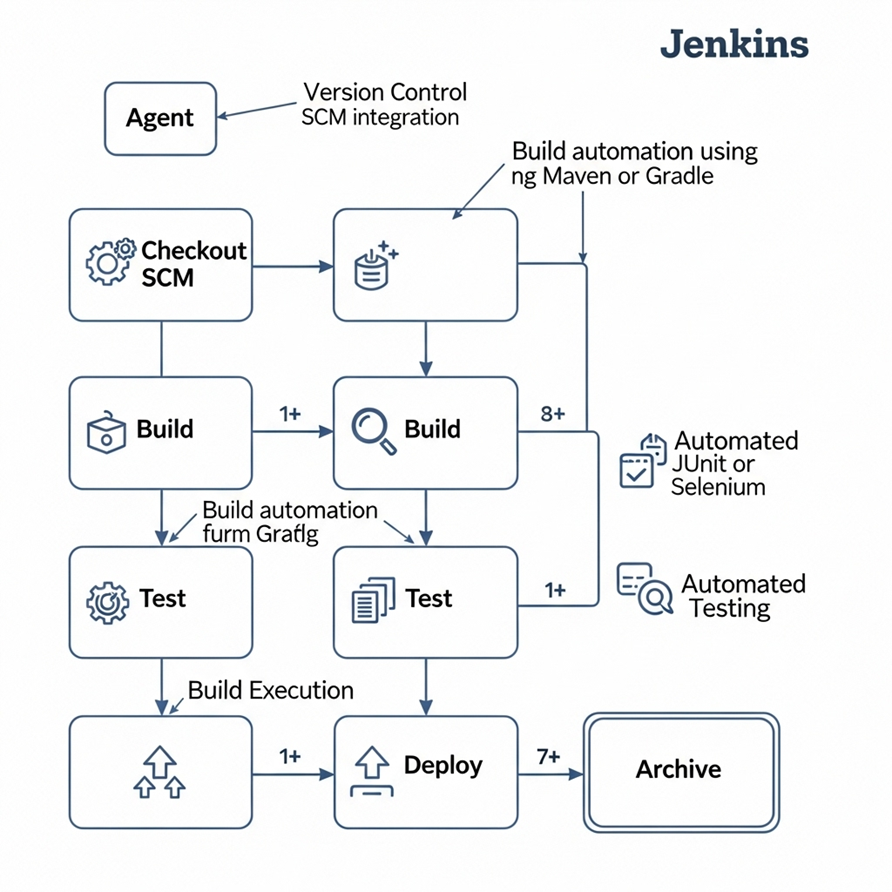 Jenkins
Agent
Version Control
SCM integration
Build automation using
ng Maven or Gradle
Checkout
SCM
Build
1+
Build
8+
Automated
JUnit or
Selenium
Build automation
furm Graflg
Test
Test
1+
Automated
Testing
Build Execution
1+
Deploy
7+
Archive